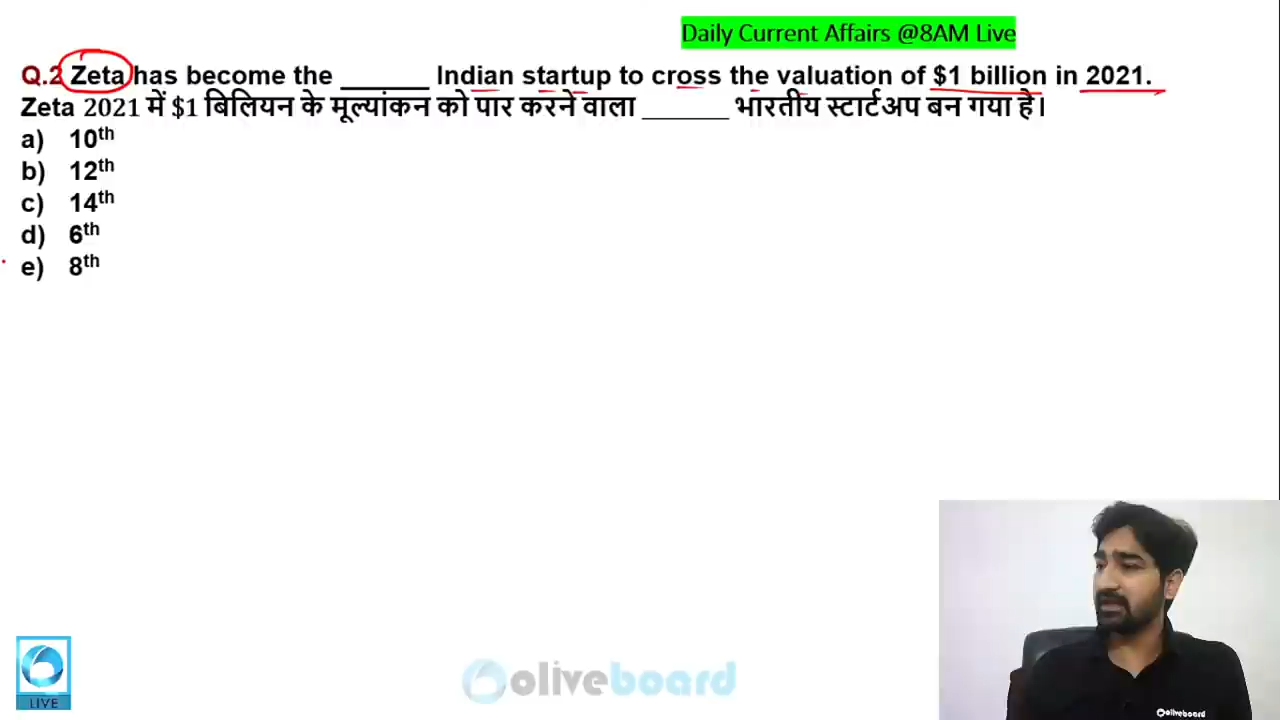 Daily Current Affairs @8AM Live
Q.2 Zeta has become the ______ Indian startup to cross the valuation of $1 billion in 2021.
Zeta 2021 में $1 बिलियन के मूल्यांकन को पार करने वाला _______ भारतीय स्टार्टअप बन गया है।
a) 10th
b) 12th
c) 14th
d) 6th
e) 8th
LIVE
oliveboard
oliveboard